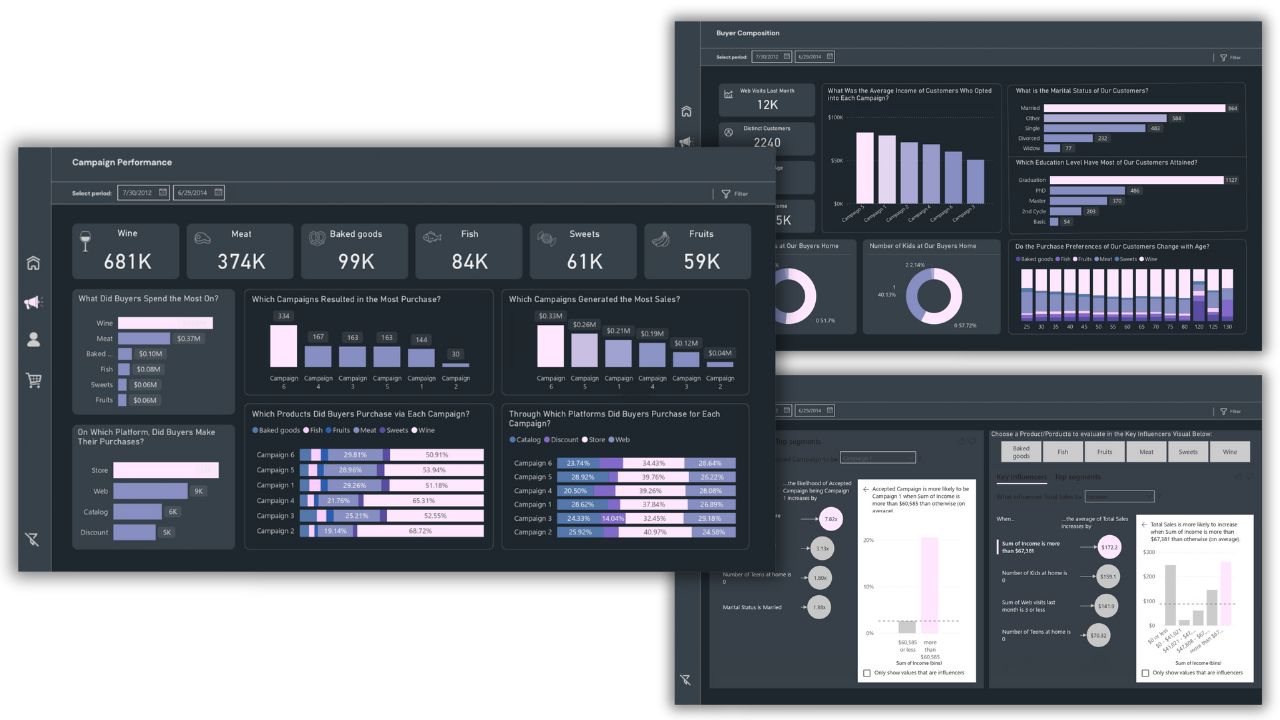 Buyer Composition
Select period: 7/30/2012 6/29/2014
Filter
Web Visits Last Month
12K
Distinct Customers
2240
5K
What Was the Average Income of Customers Who Opted
into Each Campaign?
$100K
$50K
$0K
Campaign 5
Campaign 1
Campaign 2
Campaign 4
Campaign 6
Campaign 3
What is the Marital Status of Our Customers?
Married 864
Other 584
Single 483
Divorced 232
Widow 77
Which Education Level Have Most of Our Customers Attained?
Graduation 1127
PhD 486
Master 370
2nd Cycle 203
Basic 54
s at Our Buyers Home
0 51.7%
Number of Kids at Our Buyers Home
2 2.14%
1
40.13%
0 57.72%
Do the Purchase Preferences of Our Customers Change with Age?
Baked goods Fish Fruits Meat Sweets Wine
25 30 35 40 45 50 55 60 65 70 75 80 120 125 130
Campaign Performance
Select period: 7/30/2012 6/29/2014
Filter
Wine
681K
Meat
374K
Baked goods
99K
Fish
84K
Sweets
61K
Fruits
59K
What Did Buyers Spend the Most On?
Wine
Meat $0.37M
Baked ... $0.10M
Fish $0.08M
Sweets $0.06M
Fruits $0.06M
Which Campaigns Resulted in the Most Purchase?
334 167 163 163 144 30
Campaign Campaign Campaign Campaign Campaign Campaign
6 4 3 5 1 2
Which Campaigns Generated the Most Sales?
$0.33M $0.26M $0.21M $0.19M $0.12M $0.04M
Campaign Campaign Campaign Campaign Campaign Campaign
6 5 1 4 3 2
On Which Platform, Did Buyers Make
Their Purchases?
Store
Web 9K
Catalog 6K
Discount 5K
Which Products Did Buyers Purchase via Each Campaign?
Baked goods Fish Fruits Meat Sweets Wine
Campaign 6 29.81% 50.91%
Campaign 5 28.96% 53.94%
Campaign 1 29.26% 51.18%
Campaign 4 21.76% 65.31%
Campaign 3 25.21% 52.55%
Campaign 2 19.14% 68.72%
Through Which Platforms Did Buyers Purchase for Each
Campaign?
Catalog Discount Store Web
Campaign 6 23.74% 34.43% 28.64%
Campaign 5 28.92% 39.76% 26.22%
Campaign 4 20.50% 39.26% 28.08%
Campaign 1 28.62% 37.84% 26.89%
Campaign 3 24.33% 14.04% 32.45% 29.18%
Campaign 2 25.92% 40.97% 24.58%
6/29/2014
Filter
Top segments
Accepted Campaign to be Campaign 1 ?
...the likelihood of Accepted
Campaign being Campaign
1 increases by
7.82x
3.13x
Number of Teens at home is
0
1.80x
Marital Status is Married
Accepted Campaign is more likely to be
Campaign 1 when Sum of Income is
more than $60,585 than otherwise (on
average).
20%
10%
0%
$60,585
or less
more
than
$60,585
Sum of Income (bins)
Only show values that are influencers
Choose a Product/Porducts to evaluate in the Key Influencers Visual Below:
Baked
goods
Fish
Fruits
Meat
Sweets
Wine
Key influencers Top segments
What influences Total Sales to Increase ?
When...
...the average of Total Sales
increases by
Sum of Income is more
than $67,381
$173.2
Number of Kids at home is
0
$159.1
Sum of Web visits last
month is 3 or less
$141.9
Number of Teens at home is
0
$70.32
Total Sales is more likely to increase
when Sum of Income is more
than $67,381 than otherwise (on average).
$300
$200
$100
$0
$0 or less
$0 - $41,021
$41,021 - $47...
$47,808 - $67...
more than $67...
Sum of Income (bins)
Only show values that are influencers